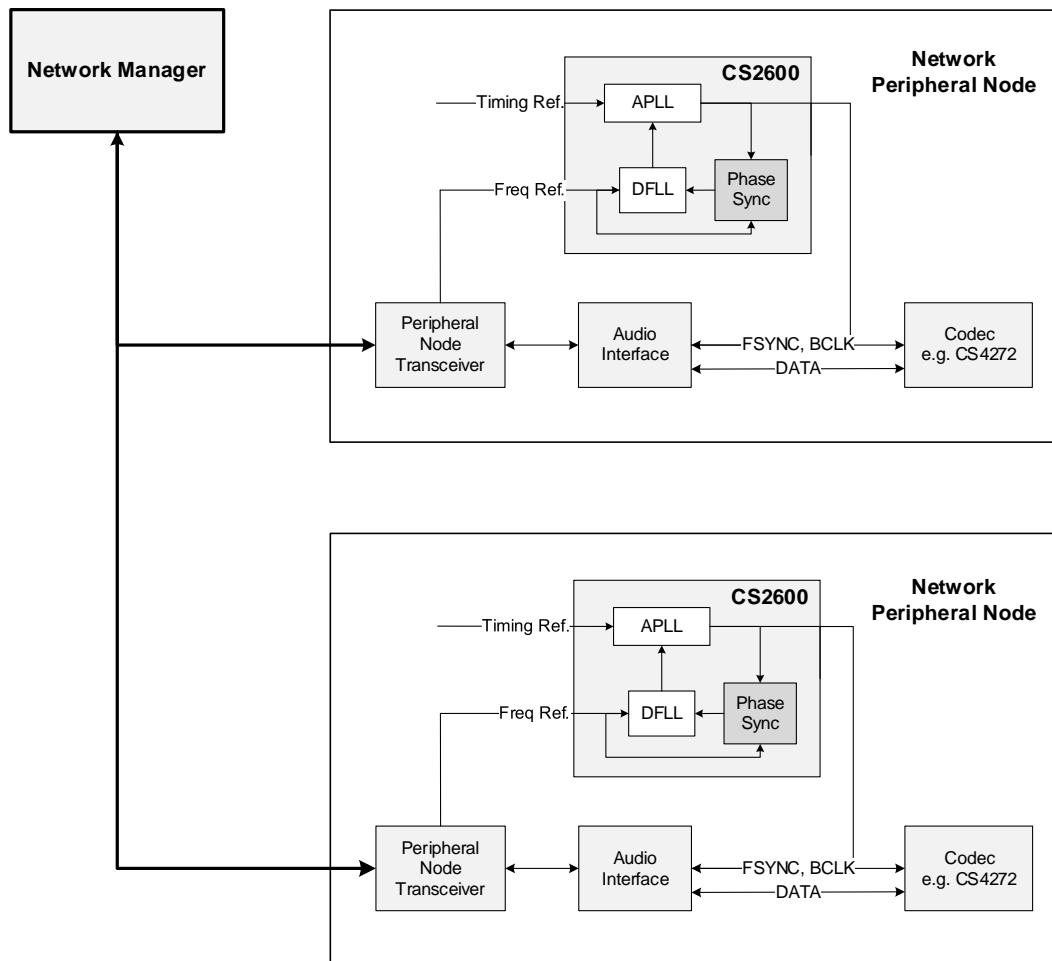 Network Manager
Network
Peripheral Node
CS2600
Timing Ref.
APLL
Freq Ref.
DFLL
Phase
Sync
Peripheral
Node
Transceiver
Audio
Interface
FSYNC, BCLK
DATA
Codec
e.g. CS4272
Network
Peripheral Node
CS2600
Timing Ref.
APLL
Freq Ref.
DFLL
Phase
Sync
Peripheral
Node
Transceiver
Audio
Interface
FSYNC, BCLK
DATA
Codec
e.g. CS4272